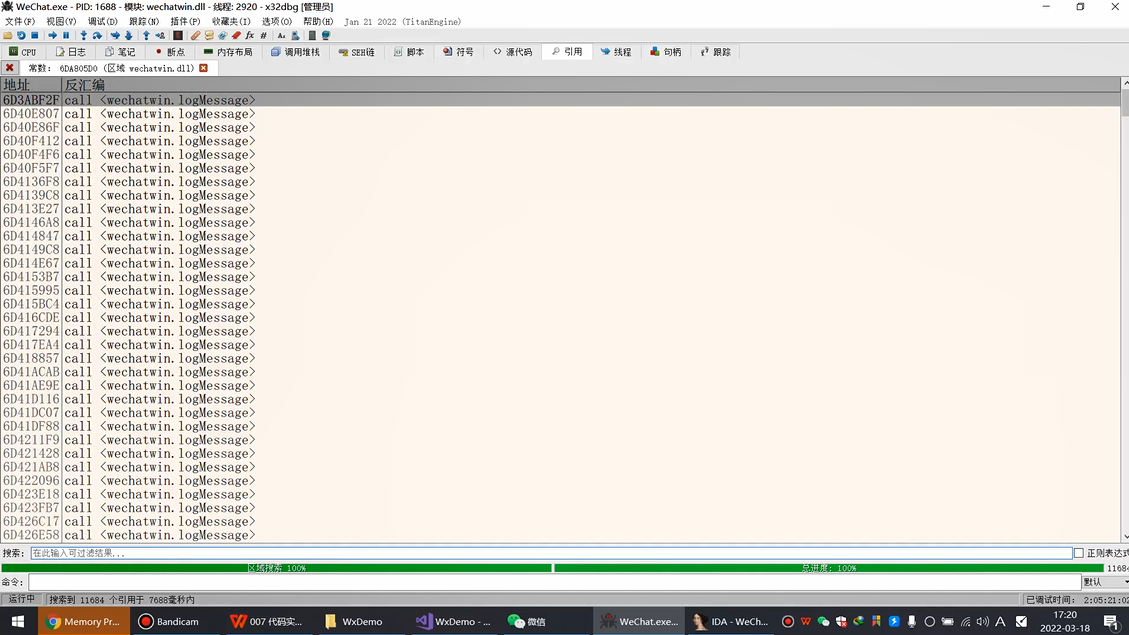 WeChat.exe - PID: 1688 - 模块: wechatwin.dll - 线程: 2920 - x32dbg [管理员]
文件(F) 视图(V) 调试(D) 跟踪(N) 插件(P) 收藏夹(I) 选项(O) 帮助(H) Jan 21 2022 (TitanEngine)
CPU 日志 笔记 断点 内存布局 调用堆栈 SEH链 脚本 符号 源代码 引用 线程 句柄 跟踪
常数: 6DA805D0 (区域 wechatwin.dll)
地址 反汇编
6D3ABF2F call <wechatwin.logMessage>
6D40E807 call <wechatwin.logMessage>
6D40E86F call <wechatwin.logMessage>
6D40F412 call <wechatwin.logMessage>
6D40F4F6 call <wechatwin.logMessage>
6D40F5F7 call <wechatwin.logMessage>
6D4136F8 call <wechatwin.logMessage>
6D4139C8 call <wechatwin.logMessage>
6D413E27 call <wechatwin.logMessage>
6D4146A8 call <wechatwin.logMessage>
6D414847 call <wechatwin.logMessage>
6D4149C8 call <wechatwin.logMessage>
6D414E67 call <wechatwin.logMessage>
6D4153B7 call <wechatwin.logMessage>
6D415995 call <wechatwin.logMessage>
6D415BC4 call <wechatwin.logMessage>
6D416CDE call <wechatwin.logMessage>
6D417294 call <wechatwin.logMessage>
6D417EA4 call <wechatwin.logMessage>
6D418857 call <wechatwin.logMessage>
6D41ACAB call <wechatwin.logMessage>
6D41AE9E call <wechatwin.logMessage>
6D41D116 call <wechatwin.logMessage>
6D41DC07 call <wechatwin.logMessage>
6D41DF88 call <wechatwin.logMessage>
6D4211F9 call <wechatwin.logMessage>
6D421428 call <wechatwin.logMessage>
6D421AB8 call <wechatwin.logMessage>
6D422096 call <wechatwin.logMessage>
6D423E18 call <wechatwin.logMessage>
6D423FB7 call <wechatwin.logMessage>
6D426C17 call <wechatwin.logMessage>
6D426E58 call <wechatwin.logMessage>
搜索: 在此输入可过滤结果... 正则表达式
区域搜索 100% 总进度: 100% 11684
命令: 默认
运行中 搜索到 11684 个引用于 7688毫秒内 已调试时间: 2:05:21:02
Memory Pr... Bandicam 007 代码实... WxDemo WxDemo - ... 微信 WeChat.exe... IDA - WeCh... 17:20
2022-03-18